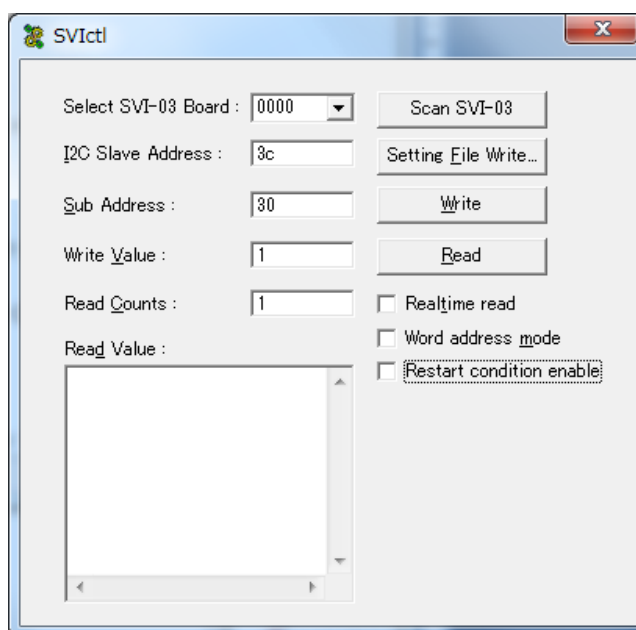 SVIctl
Select SVI-03 Board : 0000 Scan SVI-03
I2C Slave Address : 3c Setting File Write...
Sub Address : 30 Write
Write Value : 1 Read
Read Counts : 1 Realtime read
Word address mode
Read Value :
Restart condition enable